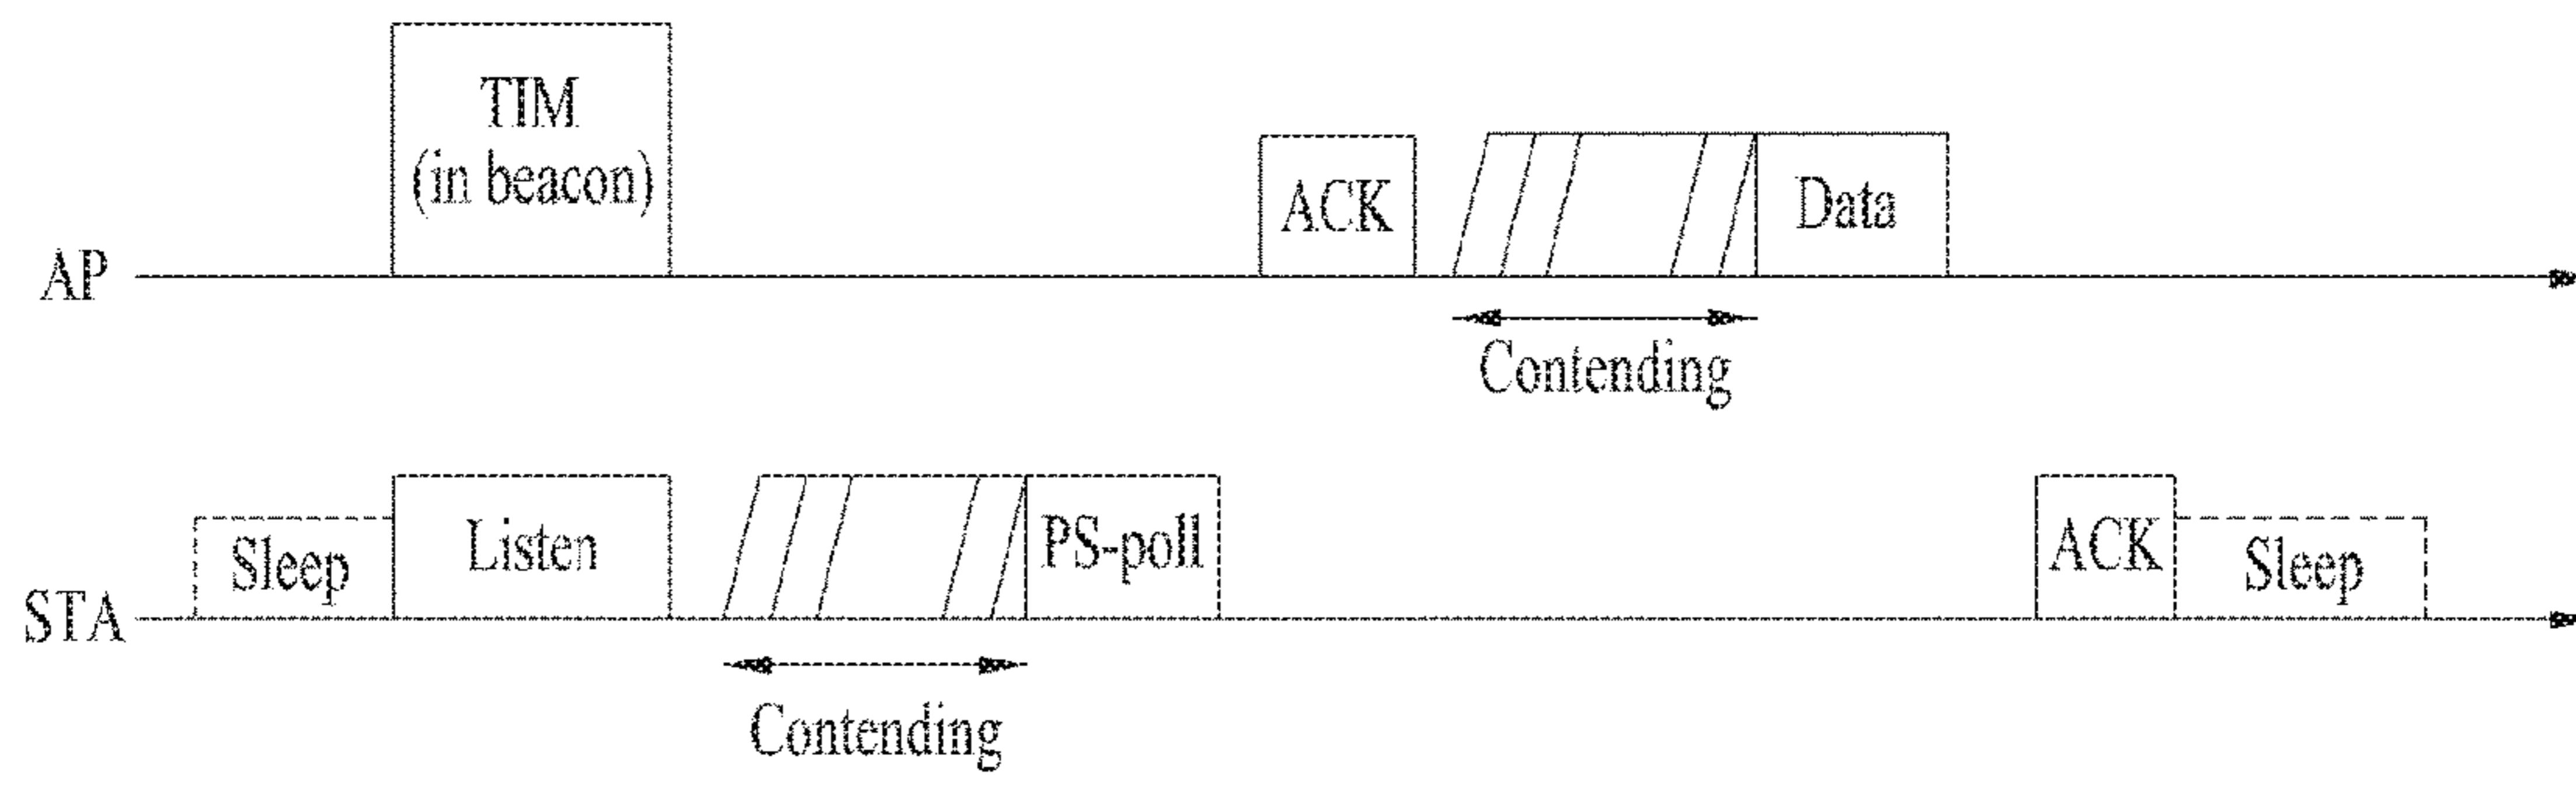 TIM
(in beacon)
ACK
Data
AP
Contending
Sleep
Listen
PS-poll
ACK
Sleep
STA
Contending